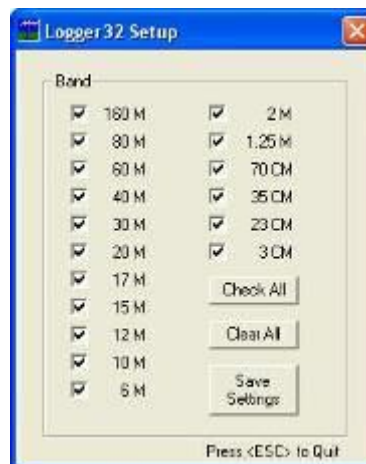 Logger32 Setup
Band
160 M
80 M
60 M
40 M
30 M
20 M
17 M
15 M
12 M
10 M
6 M
2 M
1.25 M
70 CM
35 CM
23 CM
3 CM
Check All
Clear All
Save
Settings
Press <ESC> to Quit